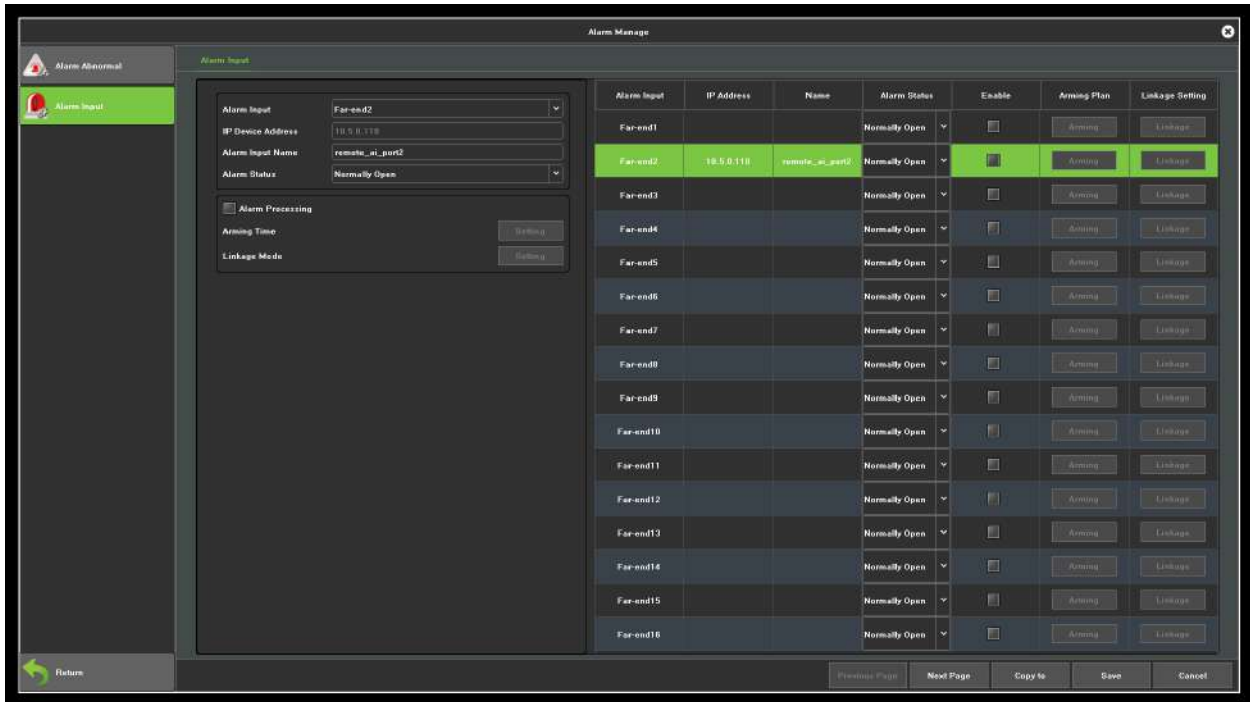 Alarm Manage
Alarm Abnormal
Alarm Input
Return
Alarm Input
Alarm Input Far-end2
IP Device Address 10.5.0.118
Alarm Input Name remote_ai_port2
Alarm Status Normally Open
Alarm Processing
Arming Time Setting
Linkage Mode Setting
Alarm Input IP Address Name Alarm Status Enable Arming Plan Linkage Setting
Far-end1 Normally Open Arming Linkage
Far-end2 10.5.0.118 remote_ai_port2 Normally Open Arming Linkage
Far-end3 Normally Open Arming Linkage
Far-end4 Normally Open Arming Linkage
Far-end5 Normally Open Arming Linkage
Far-end6 Normally Open Arming Linkage
Far-end7 Normally Open Arming Linkage
Far-end8 Normally Open Arming Linkage
Far-end9 Normally Open Arming Linkage
Far-end10 Normally Open Arming Linkage
Far-end11 Normally Open Arming Linkage
Far-end12 Normally Open Arming Linkage
Far-end13 Normally Open Arming Linkage
Far-end14 Normally Open Arming Linkage
Far-end15 Normally Open Arming Linkage
Far-end16 Normally Open Arming Linkage
Previous Page Next Page Copy to Save Cancel